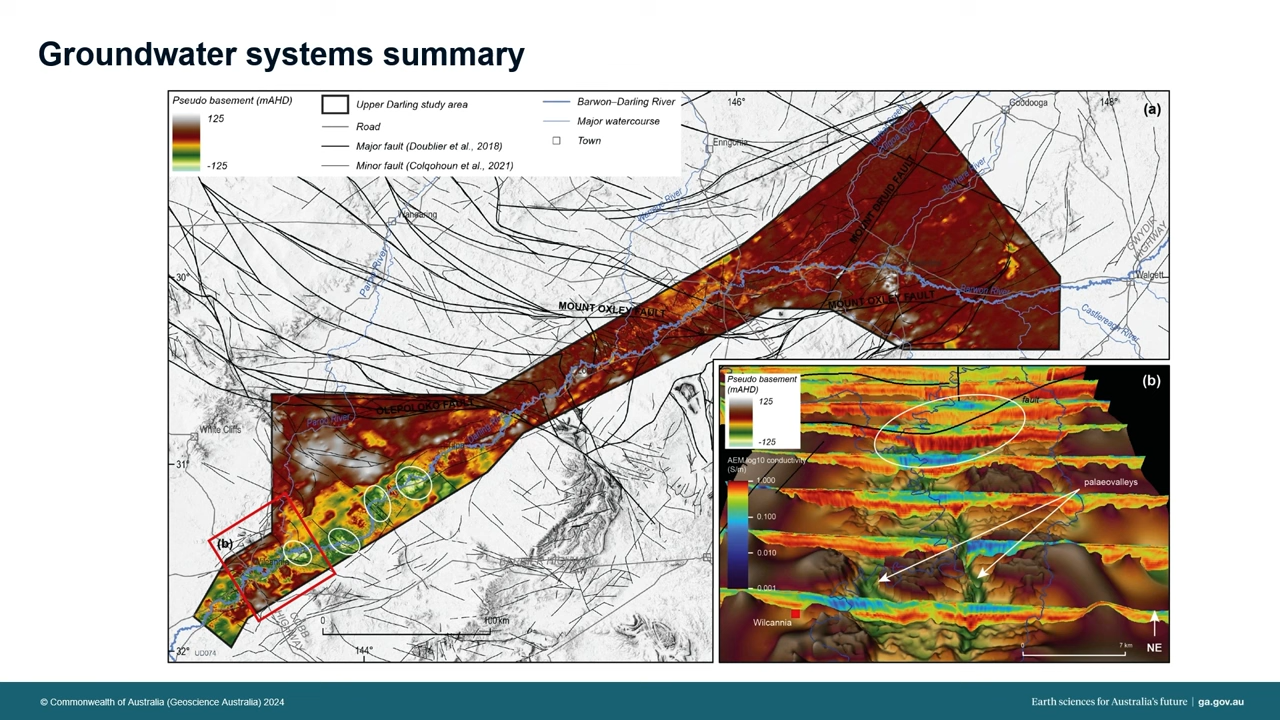 Groundwater systems summary
Pseudo basement (mAHD)
125
-125
Upper Darling study area
Road
Major fault (Doublier et al., 2018)
Minor fault (Colqohoun et al., 2021)
Barwon–Darling River
Major watercourse
Town
(a)
146°
148°
Goodooga
Enngonia
Wanaaring
Warrego River
Paroo River
Bokhara River
MOUNT DRUID FAULT
GWYDIR
HIGHWAY
Walgett
30°
MOUNT OXLEY FAULT
MOUNT OXLEY FAULT
Barwon River
Castlereagh River
OLEPOLOKO FAULT
Paroo River
White Cliffs
31°
(b)
0
100 km
32°
UD074
144°
HIGHWAY
(b)
Pseudo basement
(mAHD)
125
-125
fault
AEM log10 conductivity
(S/m)
1.000
0.100
0.010
0.001
palaeovalleys
Wilcannia
0
7 km
NE
© Commonwealth of Australia (Geoscience Australia) 2024
Earth sciences for Australia's future | ga.gov.au